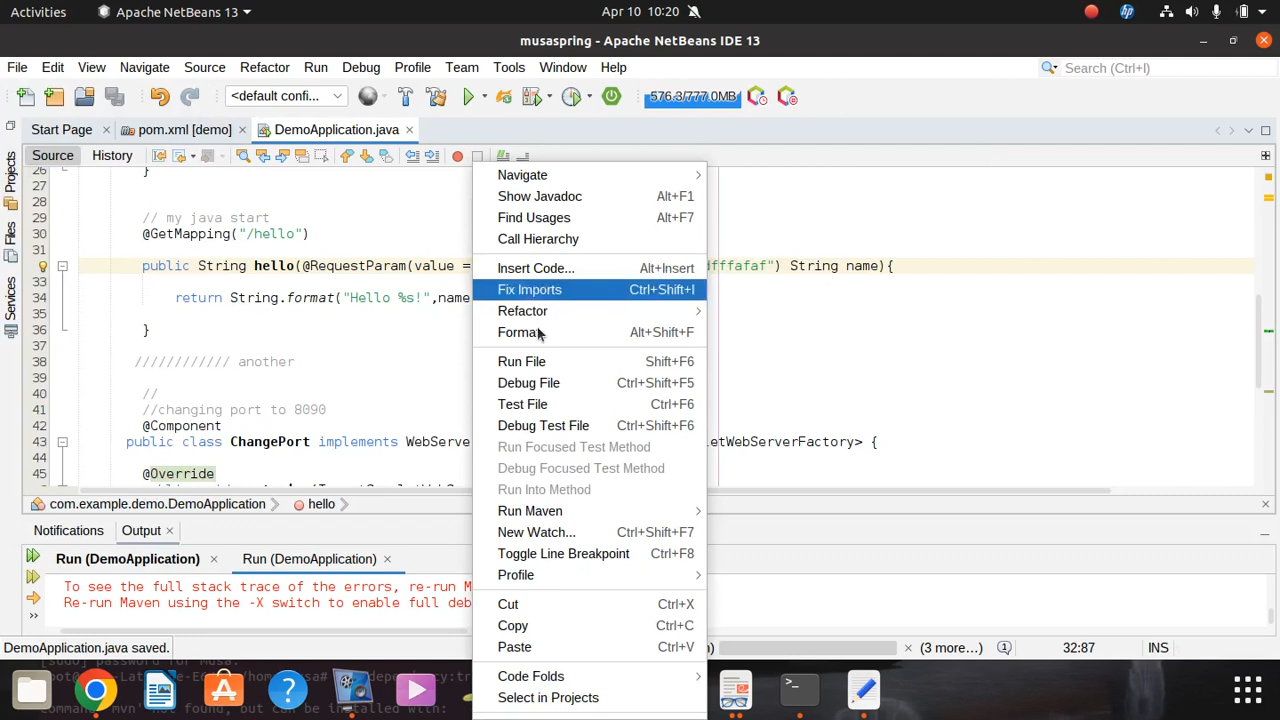 Activities
Apache NetBeans 13
Apr 10 10:20
musaspring - Apache NetBeans IDE 13
File Edit View Navigate Source Refactor Run Debug Profile Team Tools Window Help
Search (Ctrl+I)
<default confi...
576.3/777.0MB
Start Page
pom.xml [demo]
DemoApplication.java
Source History
Projects
Files
Services
26 }
27
28
29 // my java start
30 @GetMapping("/hello")
31
public String hello(@RequestParam(value = dfffafaf") String name){
33
34 return String.format("Hello %s!",name
35
36 }
37
38 //////////// another
39
40 //
41 //changing port to 8090
42 @Component
43 public class ChangePort implements WebServe letWebServerFactory> {
44
45 @Override
Navigate
Show Javadoc Alt+F1
Find Usages Alt+F7
Call Hierarchy
Insert Code... Alt+Insert
Fix Imports Ctrl+Shift+I
Refactor
Format Alt+Shift+F
Run File Shift+F6
Debug File Ctrl+Shift+F5
Test File Ctrl+F6
Debug Test File Ctrl+Shift+F6
Run Focused Test Method
Debug Focused Test Method
Run Into Method
Run Maven
New Watch... Ctrl+Shift+F7
Toggle Line Breakpoint Ctrl+F8
Profile
Cut Ctrl+X
Copy Ctrl+C
Paste Ctrl+V
Code Folds
Select in Projects
com.example.demo.DemoApplication
hello
Notifications
Output
Run (DemoApplication)
Run (DemoApplication)
To see the full stack trace of the errors, re-run M
Re-run Maven using the -X switch to enable full deb
DemoApplication.java saved.
(3 more...)
32:87
INS